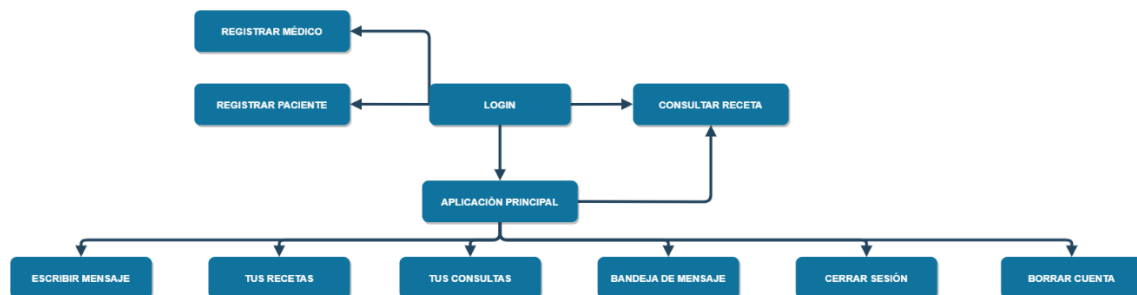 REGISTRAR MÉDICO
REGISTRAR PACIENTE
LOGIN
CONSULTAR RECETA
APLICACIÓN PRINCIPAL
ESCRIBIR MENSAJE
TUS RECETAS
TUS CONSULTAS
BANDEJA DE MENSAJE
CERRAR SESIÓN
BORRAR CUENTA